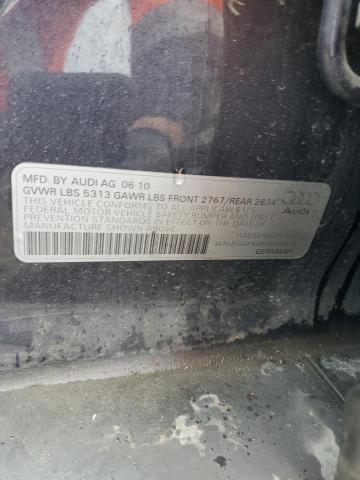 MFD. BY AUDI AG 06 10
GVWR LBS 5313 GAWR LBS FRONT 2767/REAR 2634
THIS VEHICLE CONFORMS TO ALL APPLICABLE U
FEDERAL MOTOR VEHICLE SAFETY BUMPER AND THEFT
PREVENTION STANDARDS IN EFFECT ON THE DATE OF
MANUFACTURE SHOWN ABOVE
Audi
PASSENGER CAR
GERMANY